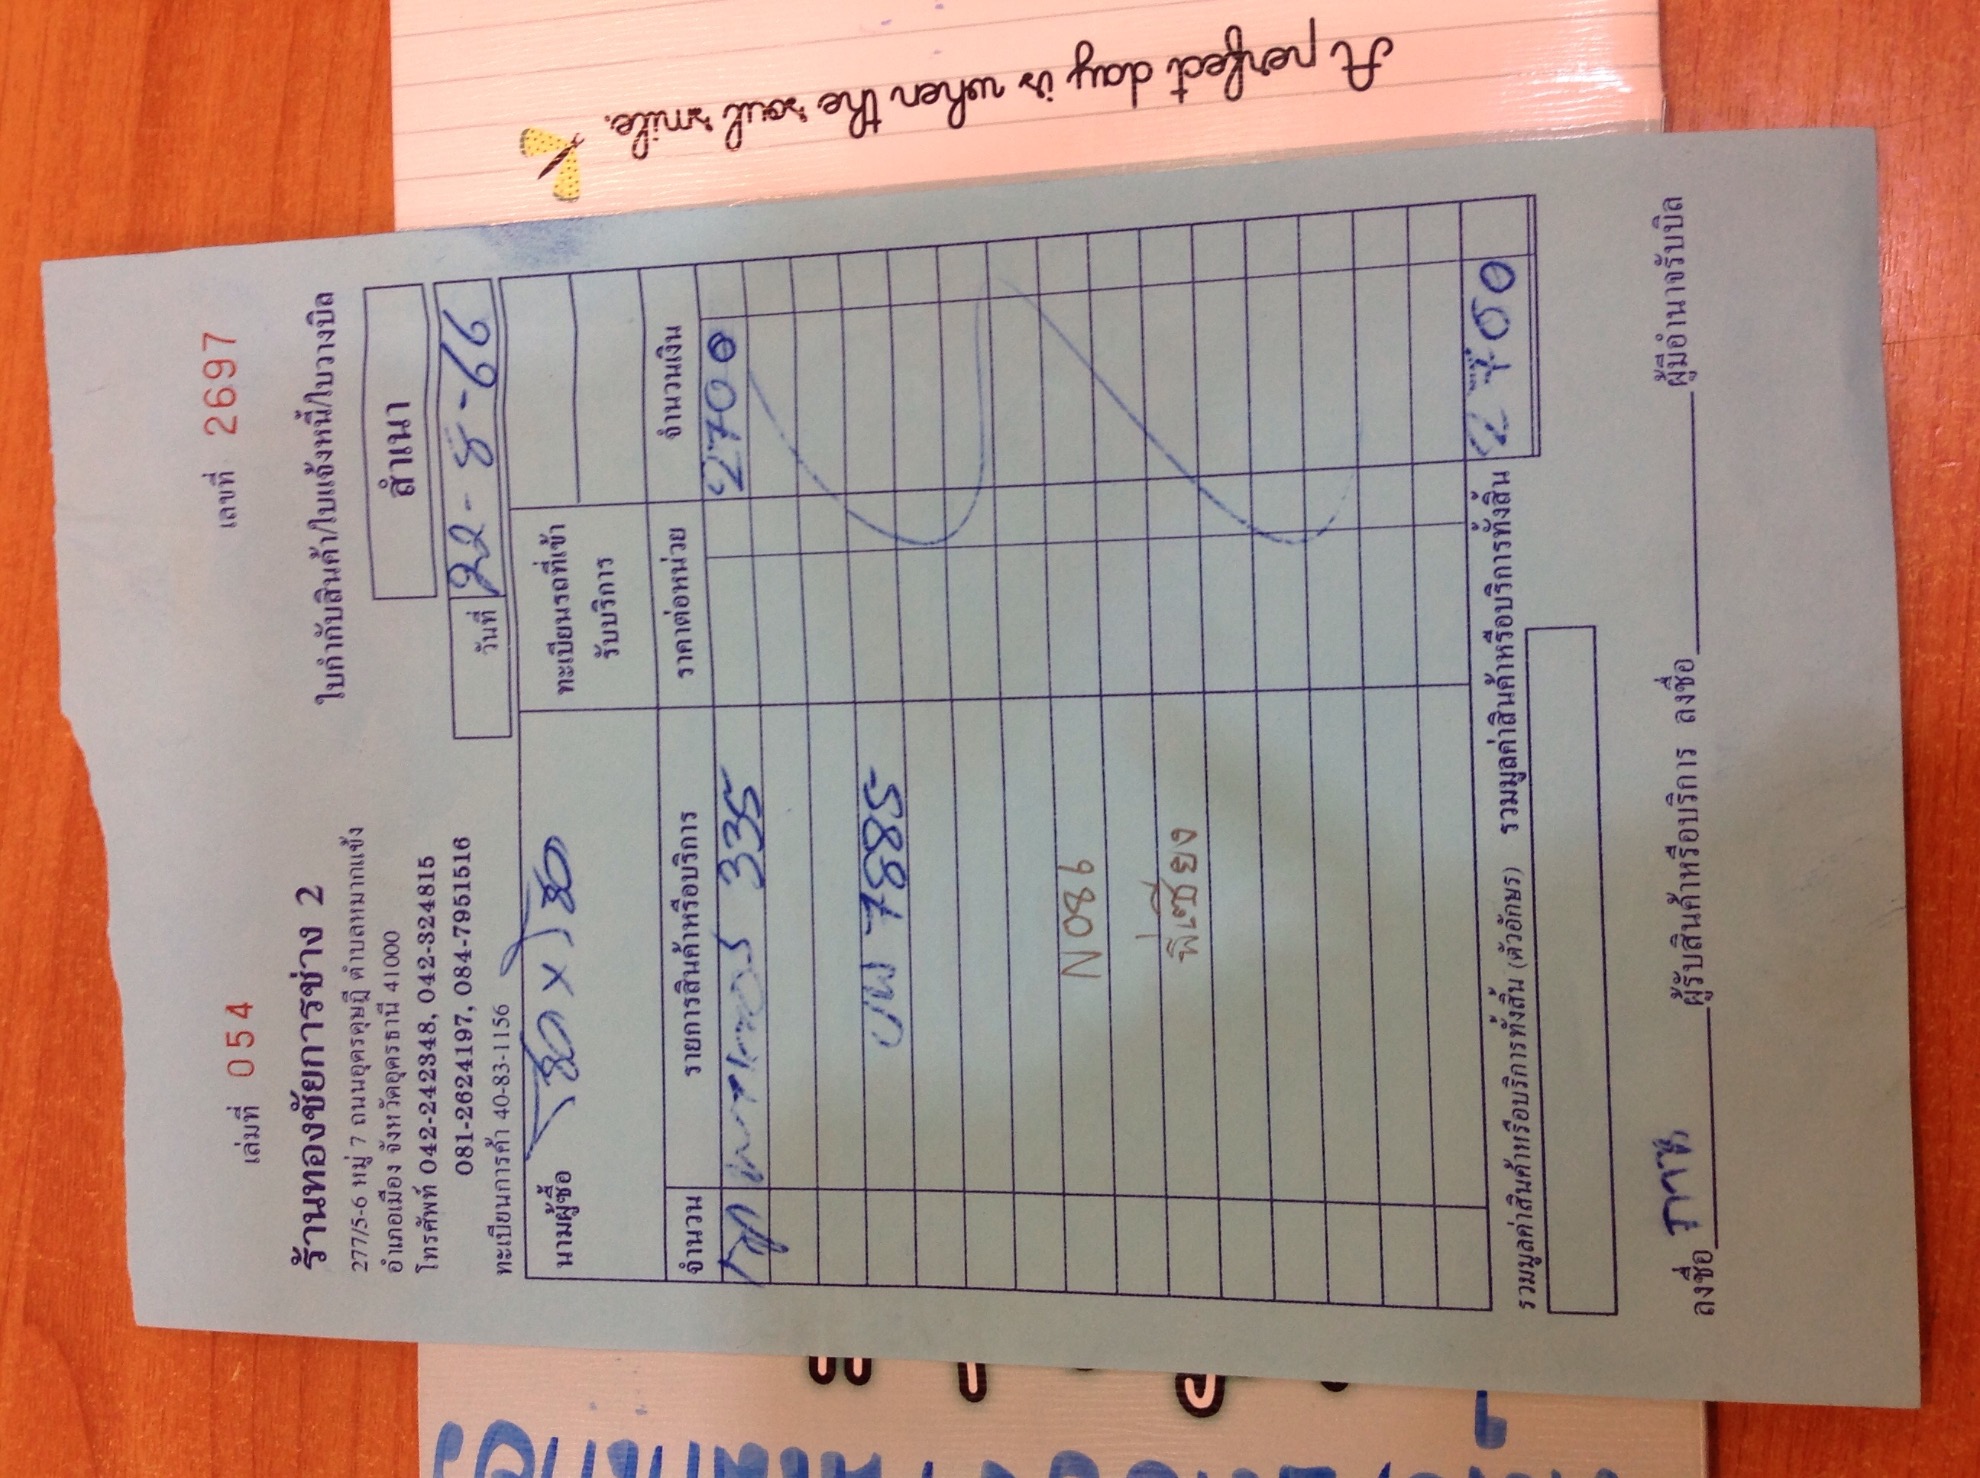 A perfect day is when the soul smile.
เล่มที่ 054
เลขที่ 2697
ร้านทองชัยการช่าง 2
277/5-6 หมู่ 7 ถนนอุดรดุษฎี ตำบลหมากแข้ง
อำเภอเมือง จังหวัดอุดรธานี 41000
โทรศัพท์ 042-242348, 042-324815
081-2624197, 084-7951516
ทะเบียนการค้า 40-83-1156
ใบกำกับสินค้า/ใบแจ้งหนี้/ใบวางบิล
สำเนา
วันที่ 22-8-66
นามผู้ซื้อ
ทะเบียนรถที่เข้า
รับบริการ
จำนวน รายการสินค้าหรือบริการ ราคาต่อหน่วย จำนวนเงิน
335 2700
7885
N086
พี่เซียง
รวมมูลค่าสินค้าหรือบริการทั้งสิ้น (ตัวอักษร) รวมมูลค่าสินค้าหรือบริการทั้งสิ้น 2700
ลงชื่อ ผู้รับสินค้าหรือบริการ ลงชื่อ ผู้มีอำนาจรับบิล